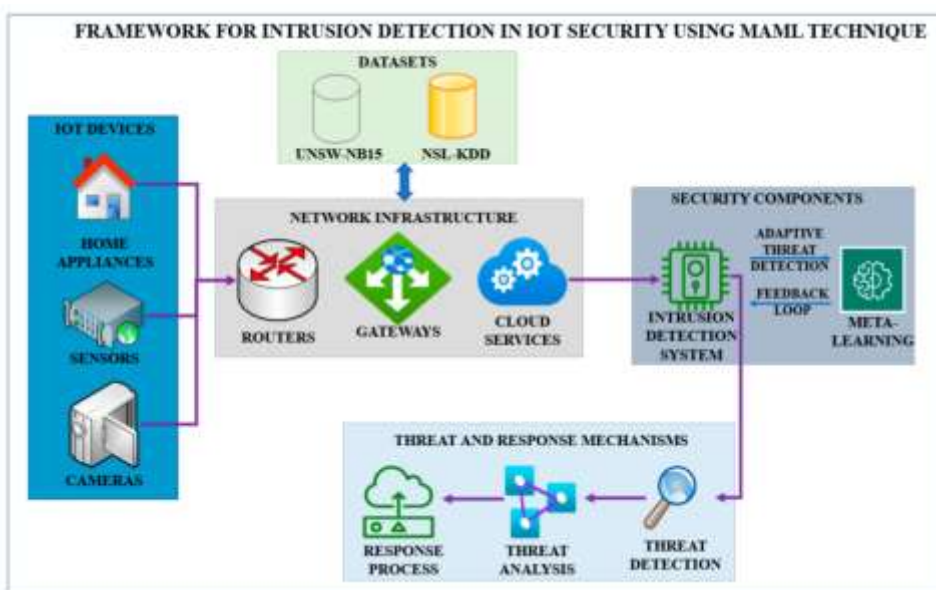 FRAMEWORK FOR INTRUSION DETECTION IN IOT SECURITY USING MAML TECHNIQUE
DATASETS
UNSW-NB15
NSL-KDD
IOT DEVICES
HOME
APPLIANCES
SENSORS
CAMERAS
NETWORK INFRASTRUCTURE
ROUTERS
GATEWAYS
CLOUD
SERVICES
SECURITY COMPONENTS
INTRUSION
DETECTION
SYSTEM
ADAPTIVE
THREAT
DETECTION
FEEDBACK
LOOP
META-
LEARNING
THREAT AND RESPONSE MECHANISMS
RESPONSE
PROCESS
THREAT
ANALYSIS
THREAT
DETECTION